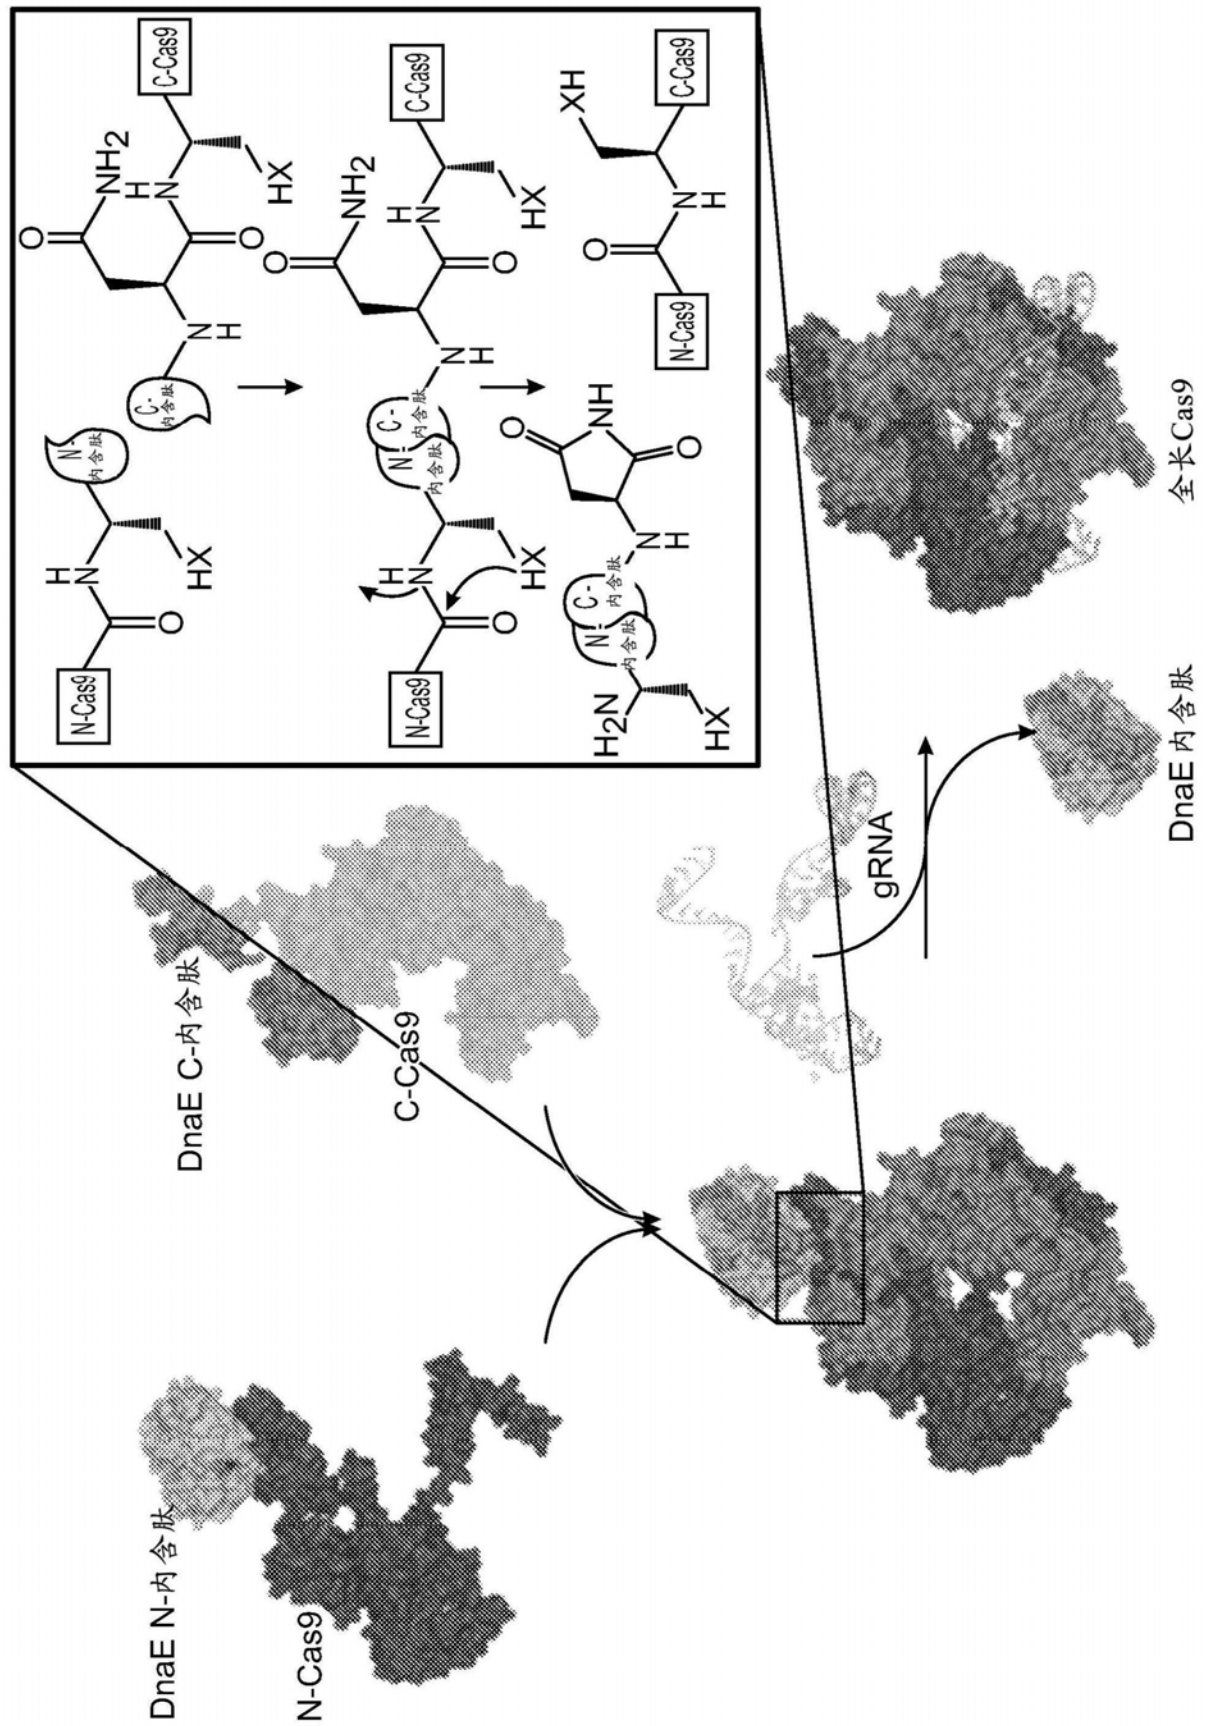 DnaE N-内含肽
N-Cas9
DnaE C-内含肽
C-Cas9
N-Cas9
O
H
N
HX
N-
内含肽
C-
内含肽
N
H
O
NH2
O
H
N
HX
C-Cas9
N-Cas9
O
H
N
HX
N-
内含肽
C-
内含肽
N
H
O
NH2
O
H
N
HX
C-Cas9
H2N
HX
N-
内含肽
C-
内含肽
N
H
O
NH
O
N-Cas9
O
N
H
XH
C-Cas9
gRNA
DnaE 内含肽
全长Cas9